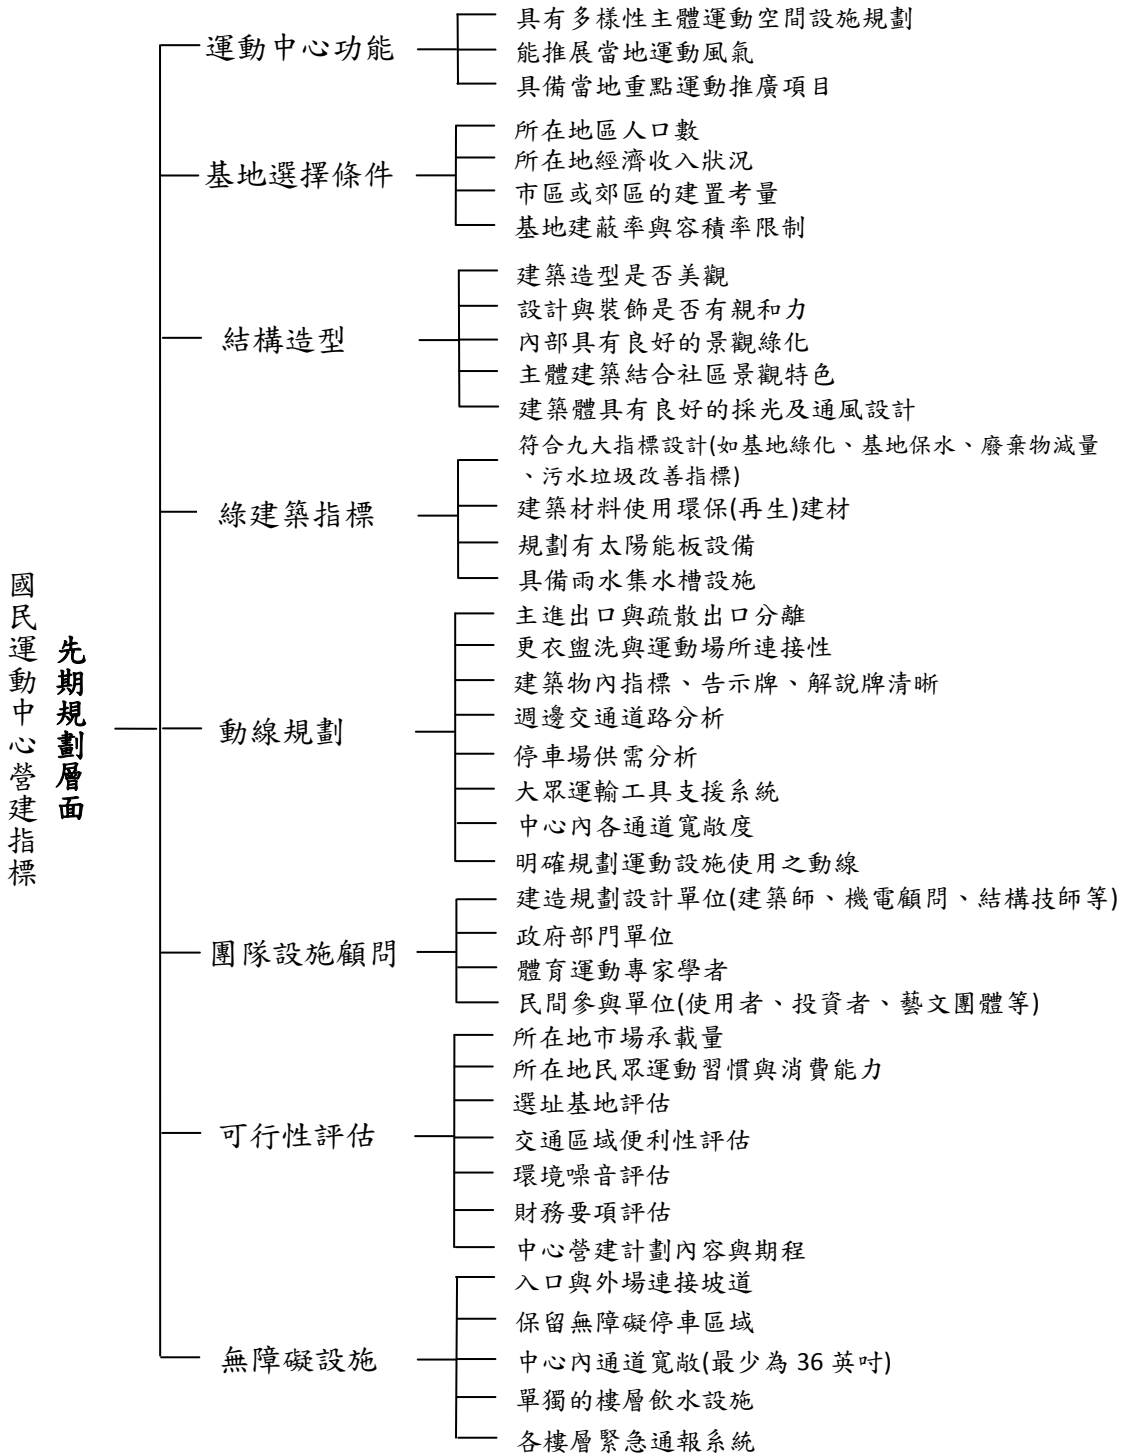 國民運動中心營建指標
先期規劃層面
運動中心功能
具有多樣性主體運動空間設施規劃
能推展當地運動風氣
具備當地重點運動推廣項目
基地選擇條件
所在地區人口數
所在地經濟收入狀況
市區或郊區的建置考量
基地建蔽率與容積率限制
結構造型
建築造型是否美觀
設計與裝飾是否有親和力
內部具有良好的景觀綠化
主體建築結合社區景觀特色
建築體具有良好的採光及通風設計
綠建築指標
符合九大指標設計(如基地綠化、基地保水、廢棄物減量
、污水垃圾改善指標)
建築材料使用環保(再生)建材
規劃有太陽能板設備
具備雨水集水槽設施
動線規劃
主進出口與疏散出口分離
更衣盥洗與運動場所連接性
建築物內指標、告示牌、解說牌清晰
週邊交通道路分析
停車場供需分析
大眾運輸工具支援系統
中心內各通道寬敞度
明確規劃運動設施使用之動線
團隊設施顧問
建造規劃設計單位(建築師、機電顧問、結構技師等)
政府部門單位
體育運動專家學者
民間參與單位(使用者、投資者、藝文團體等)
可行性評估
所在地市場承載量
所在地民眾運動習慣與消費能力
選址基地評估
交通區域便利性評估
環境噪音評估
財務要項評估
中心營建計劃內容與期程
無障礙設施
入口與外場連接坡道
保留無障礙停車區域
中心內通道寬敞(最少為 36 英吋)
單獨的樓層飲水設施
各樓層緊急通報系統